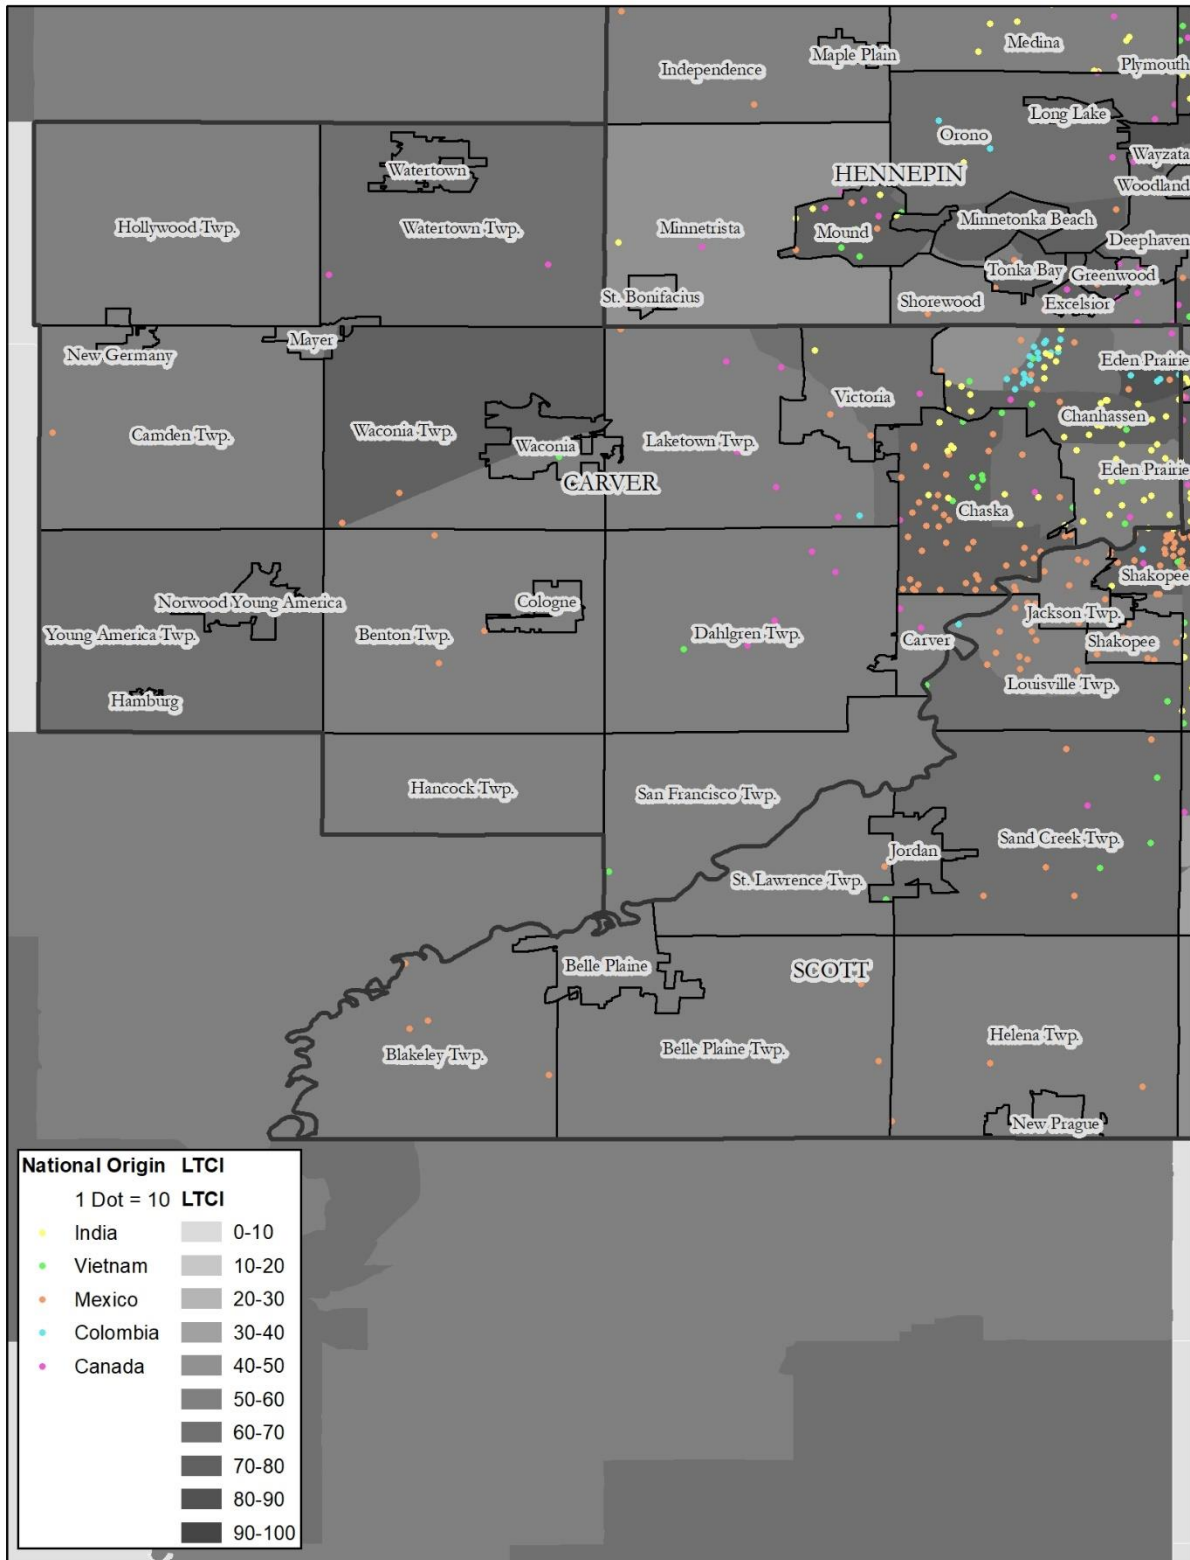 Medina
Maple Plain
Independence
Plymouth
Long Lake
Orono
Wayzata
Watertown
HENNEPIN
Woodland
Hollywood Twp.
Watertown Twp.
Minnetrista
Mound
Minnetonka Beach
Deephaven
Tonka Bay
Greenwood
St. Bonifacius
Shorewood
Excelsior
New Germany
Mayer
Eden Prairie
Victoria
Chanhassen
Camden Twp.
Waconia Twp.
Waconia
Laketown Twp.
Eden Prairie
CARVER
Chaska
Shakopee
Norwood Young America
Cologne
Jackson Twp.
Young America Twp.
Benton Twp.
Dahlgren Twp.
Carver
Shakopee
Louisville Twp.
Hamburg
Hancock Twp.
San Francisco Twp.
Sand Creek Twp.
Jordan
St. Lawrence Twp.
Belle Plaine
SCOTT
Helena Twp.
Blakeley Twp.
Belle Plaine Twp.
New Prague
National Origin LTCI
1 Dot = 10 LTCI
India 0-10
Vietnam 10-20
Mexico 20-30
Colombia 30-40
Canada 40-50
50-60
60-70
70-80
80-90
90-100